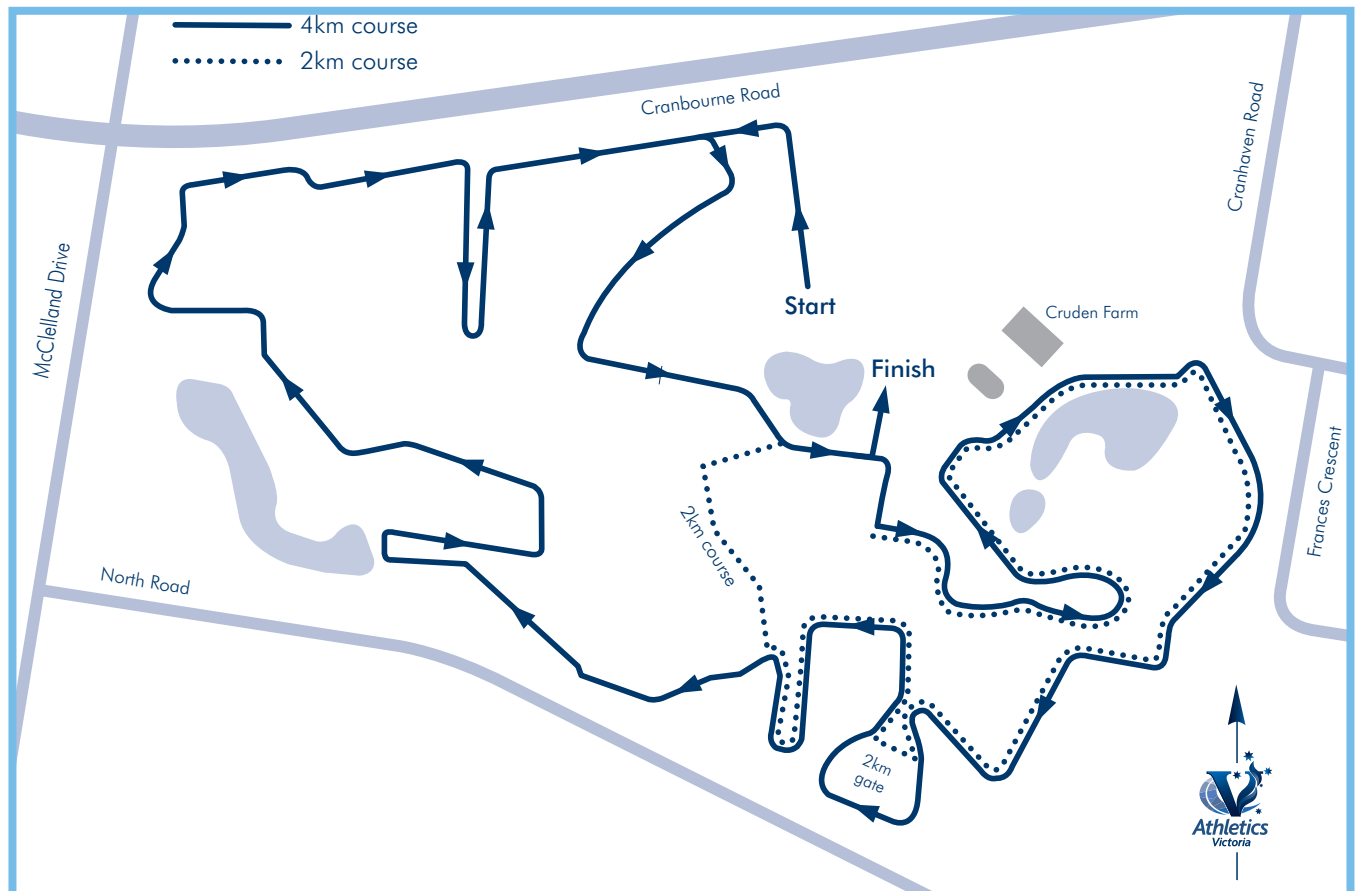 4km course
2km course
Cranbourne Road
Cranhaven Road
McClelland Drive
Start
Cruden Farm
Finish
Frances Crescent
2km course
North Road
2km
gate
V
Athletics
Victoria